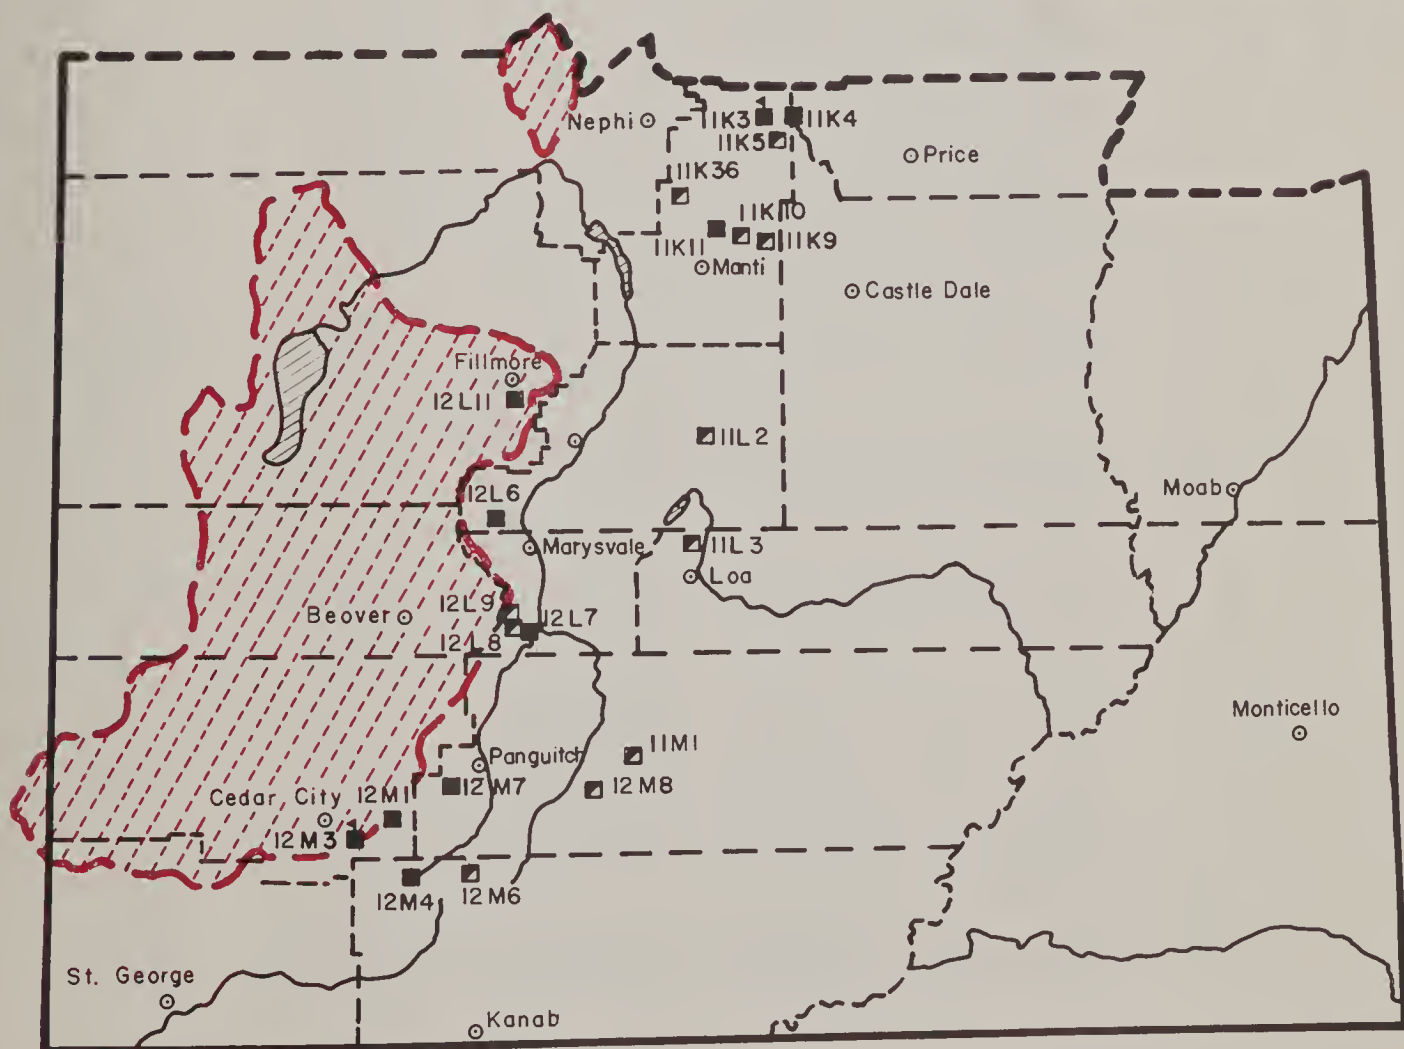 Nephi
11K3
11K4
11K5
Price
11K36
11K10
11K11
11K9
Manti
Castle Dale
Fillmore
12L11
11L2
12L6
Moab
Marysvale
11L3
Loa
12L9
12L7
Beover
12L8
Monticello
11M1
Panguitch
12M7
12M8
Cedar City
12M1
12M3
12M4
12M6
St. George
Kanab